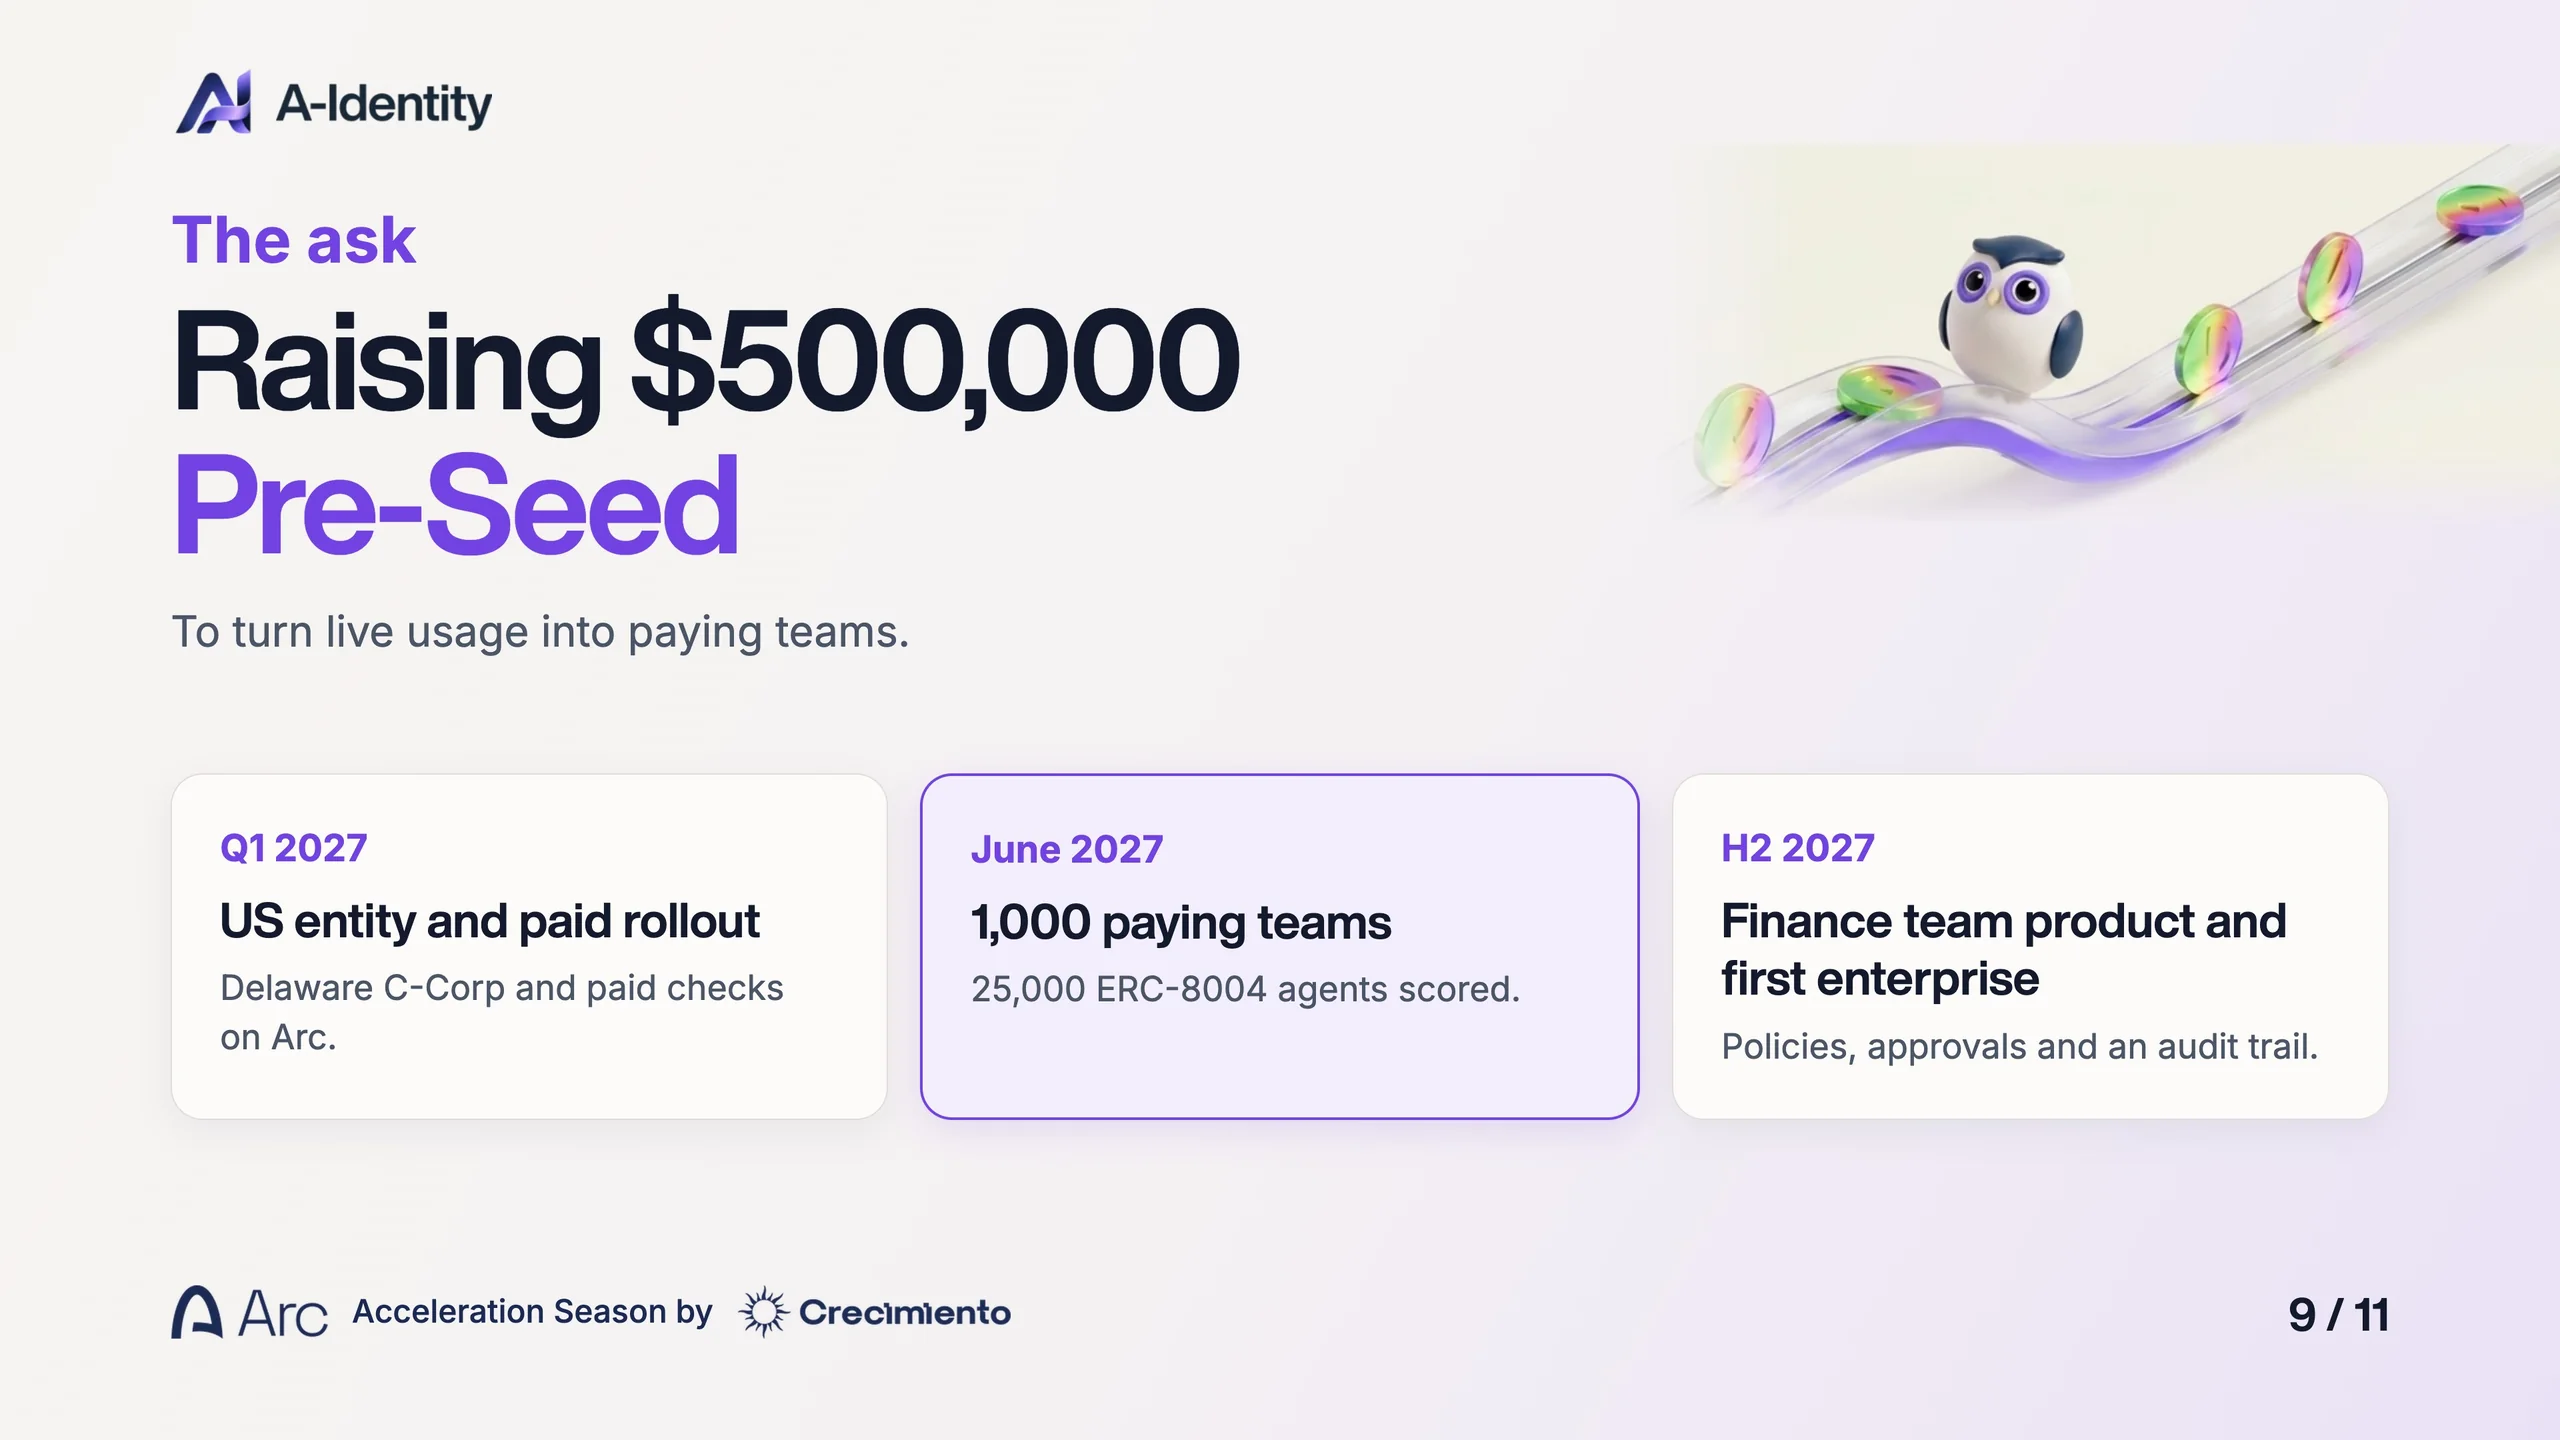 A-Identity
The ask
Raising $500,000
Pre-Seed
To turn live usage into paying teams.
Q1 2027
US entity and paid rollout
Delaware C-Corp and paid checks
on Arc.
June 2027
1,000 paying teams
25,000 ERC-8004 agents scored.
H2 2027
Finance team product and
first enterprise
Policies, approvals and an audit trail.
Arc Acceleration Season by Crecimiento
9 / 11